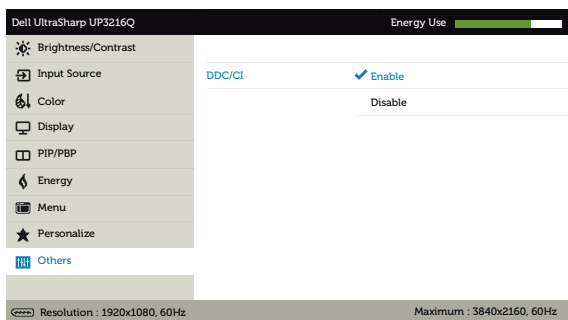 Dell UltraSharp UP3216Q Energy Use
Brightness/Contrast
Input Source DDC/CI Enable
Color Disable
Display
PIP/PBP
Energy
Menu
Personalize
Others
Resolution : 1920x1080, 60Hz Maximum : 3840x2160, 60Hz